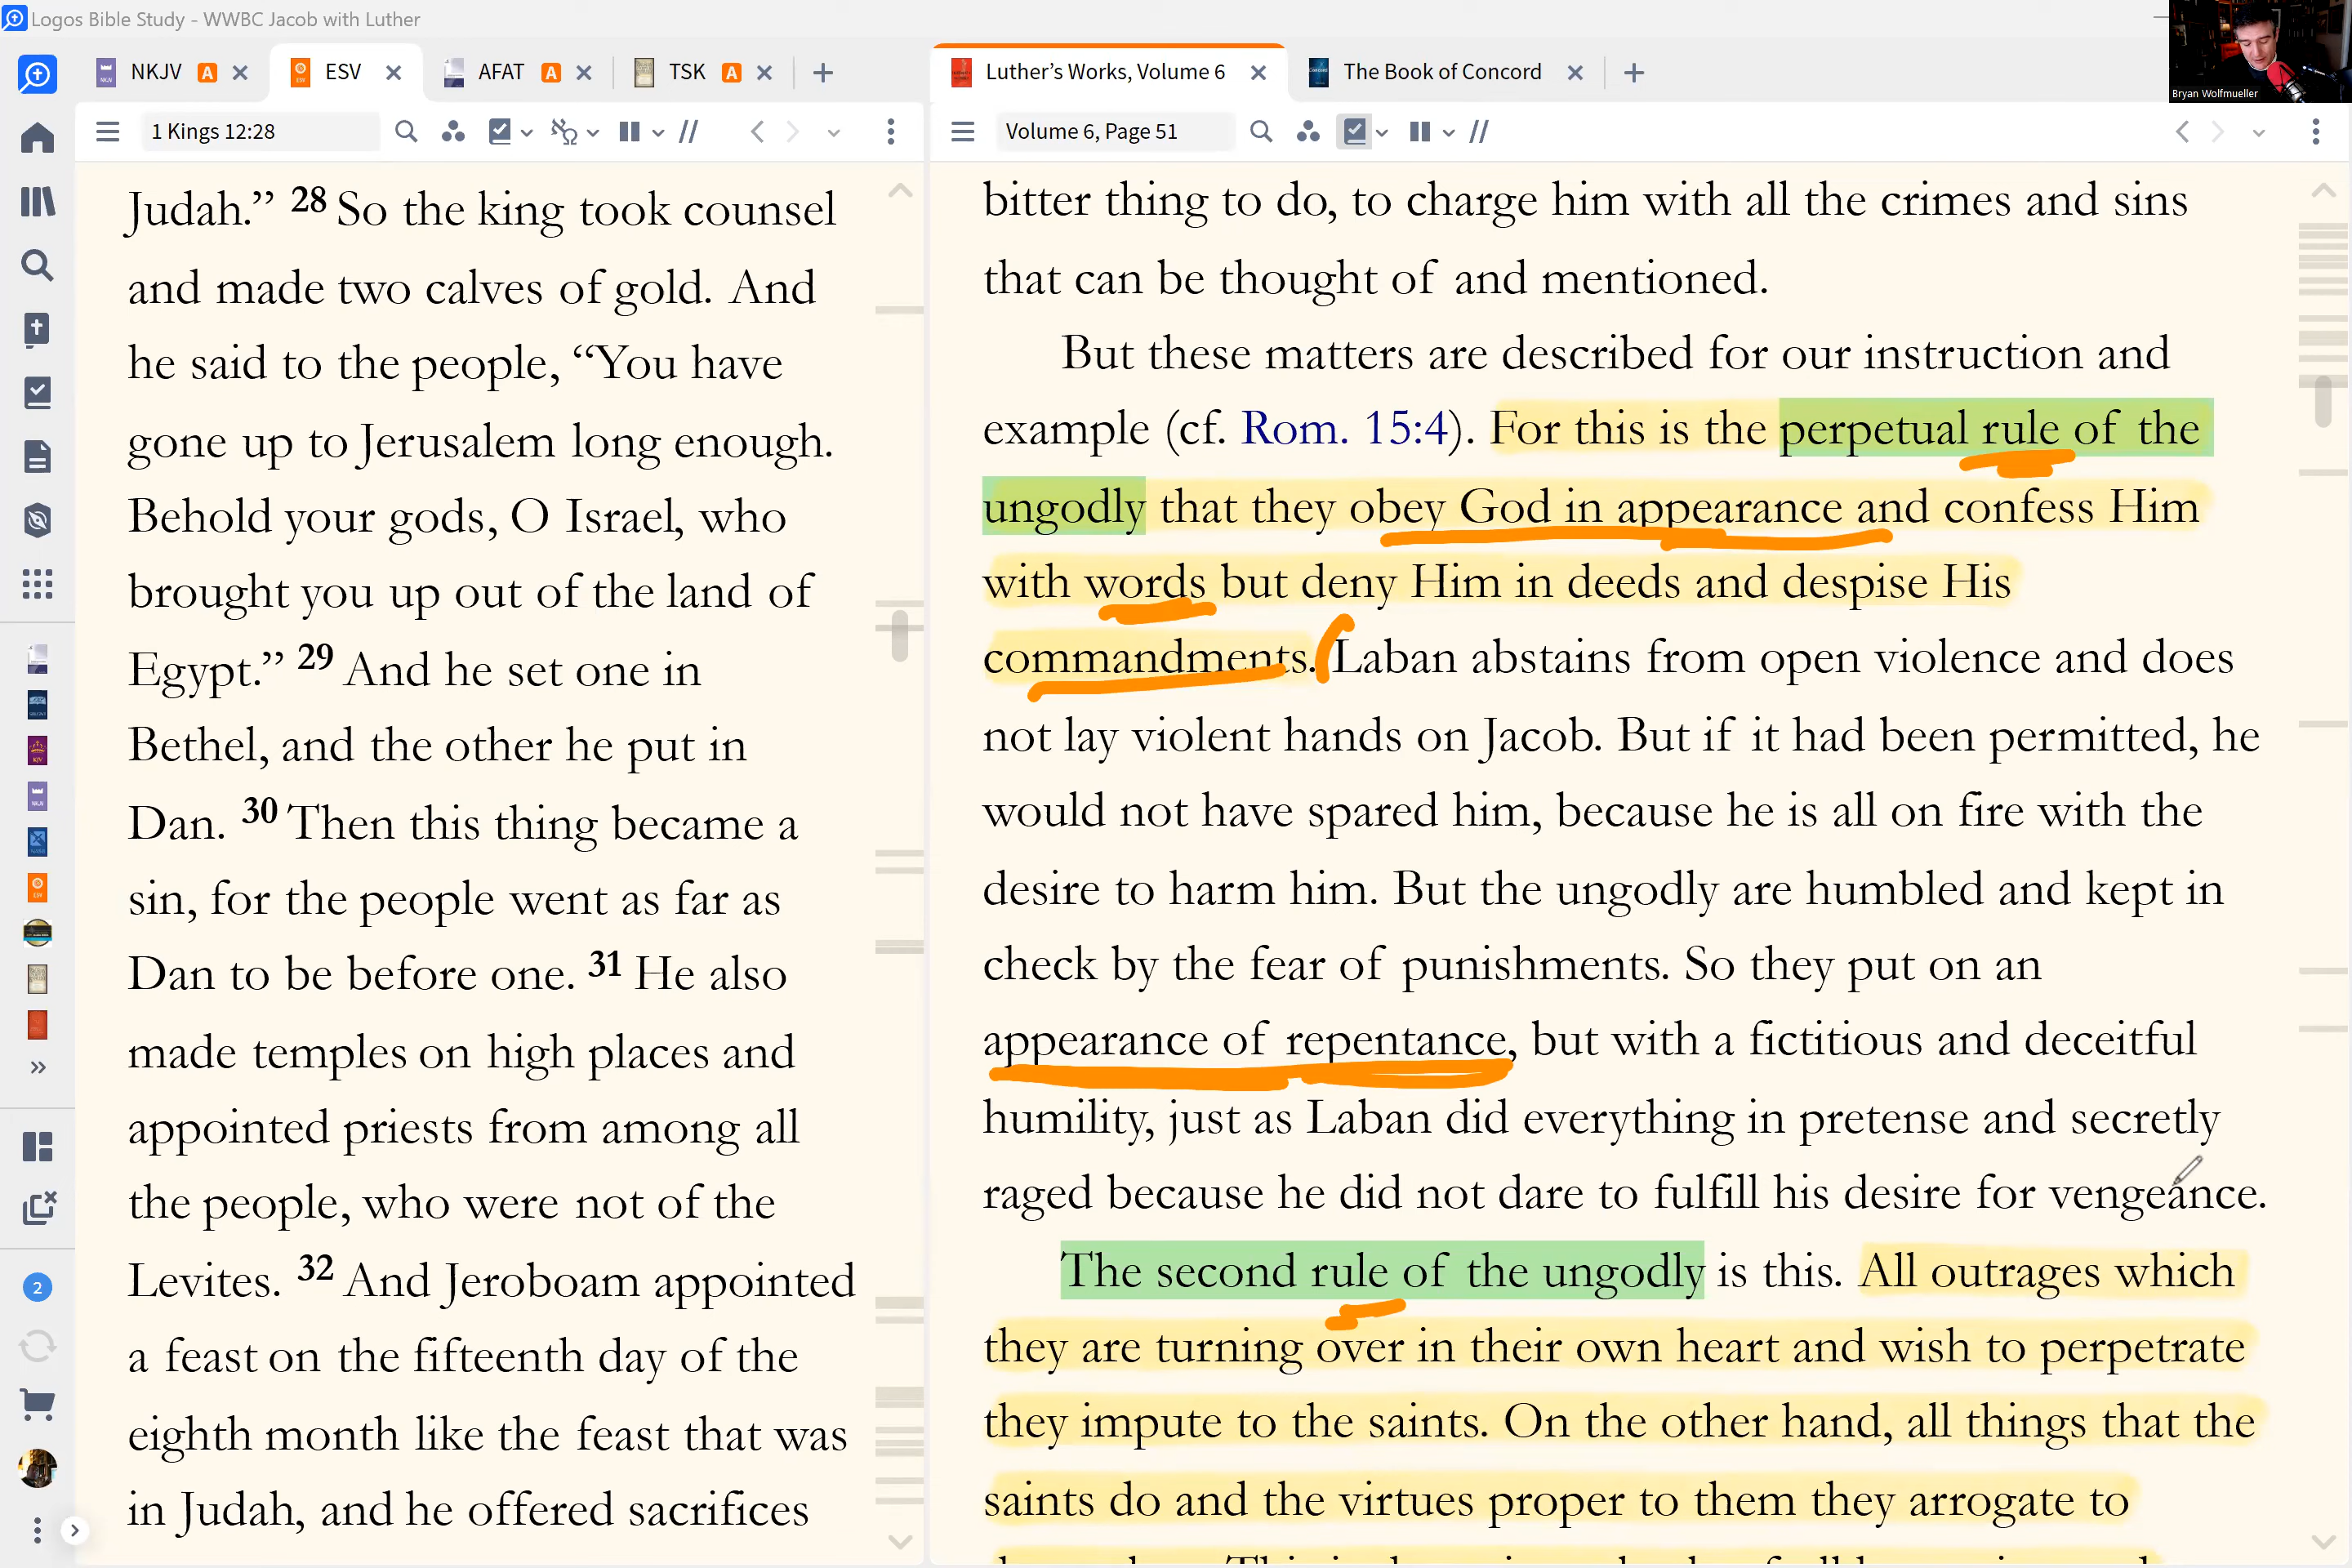 Logos Bible Study - WWBC Jacob with Luther
NKJV A
ESV
AFAT A
TSK A
1 Kings 12:28
Judah.” 28 So the king took counsel
and made two calves of gold. And
he said to the people, “You have
gone up to Jerusalem long enough.
Behold your gods, O Israel, who
brought you up out of the land of
Egypt.” 29 And he set one in
Bethel, and the other he put in
Dan. 30 Then this thing became a
sin, for the people went as far as
Dan to be before one. 31 He also
made temples on high places and
appointed priests from among all
the people, who were not of the
Levites. 32 And Jeroboam appointed
a feast on the fifteenth day of the
eighth month like the feast that was
in Judah, and he offered sacrifices
2
Luther’s Works, Volume 6
The Book of Concord
Bryan Wolfmueller
Volume 6, Page 51
bitter thing to do, to charge him with all the crimes and sins
that can be thought of and mentioned.
But these matters are described for our instruction and
example (cf. Rom. 15:4). For this is the perpetual rule of the
ungodly that they obey God in appearance and confess Him
with words but deny Him in deeds and despise His
commandments. Laban abstains from open violence and does
not lay violent hands on Jacob. But if it had been permitted, he
would not have spared him, because he is all on fire with the
desire to harm him. But the ungodly are humbled and kept in
check by the fear of punishments. So they put on an
appearance of repentance, but with a fictitious and deceitful
humility, just as Laban did everything in pretense and secretly
raged because he did not dare to fulfill his desire for vengeance.
The second rule of the ungodly is this. All outrages which
they are turning over in their own heart and wish to perpetrate
they impute to the saints. On the other hand, all things that the
saints do and the virtues proper to them they arrogate to